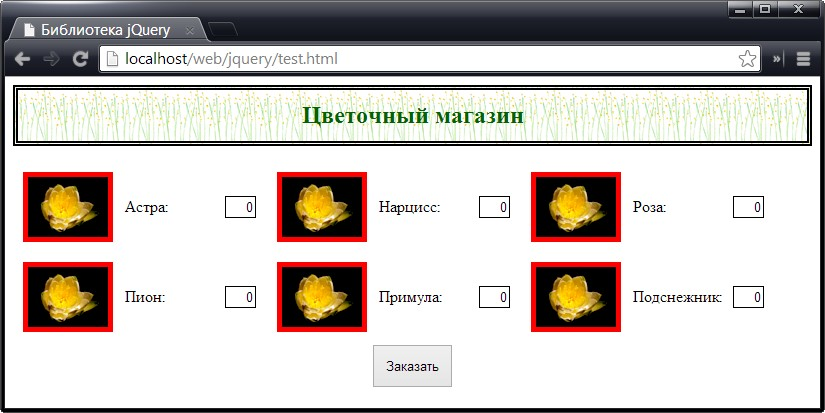 Библиотека jQuery
localhost/web/jquery/test.html
Цветочный магазин
Астра: 0 Нарцисс: 0 Роза: 0
Пион: 0 Примула: 0 Подснежник: 0
Заказать